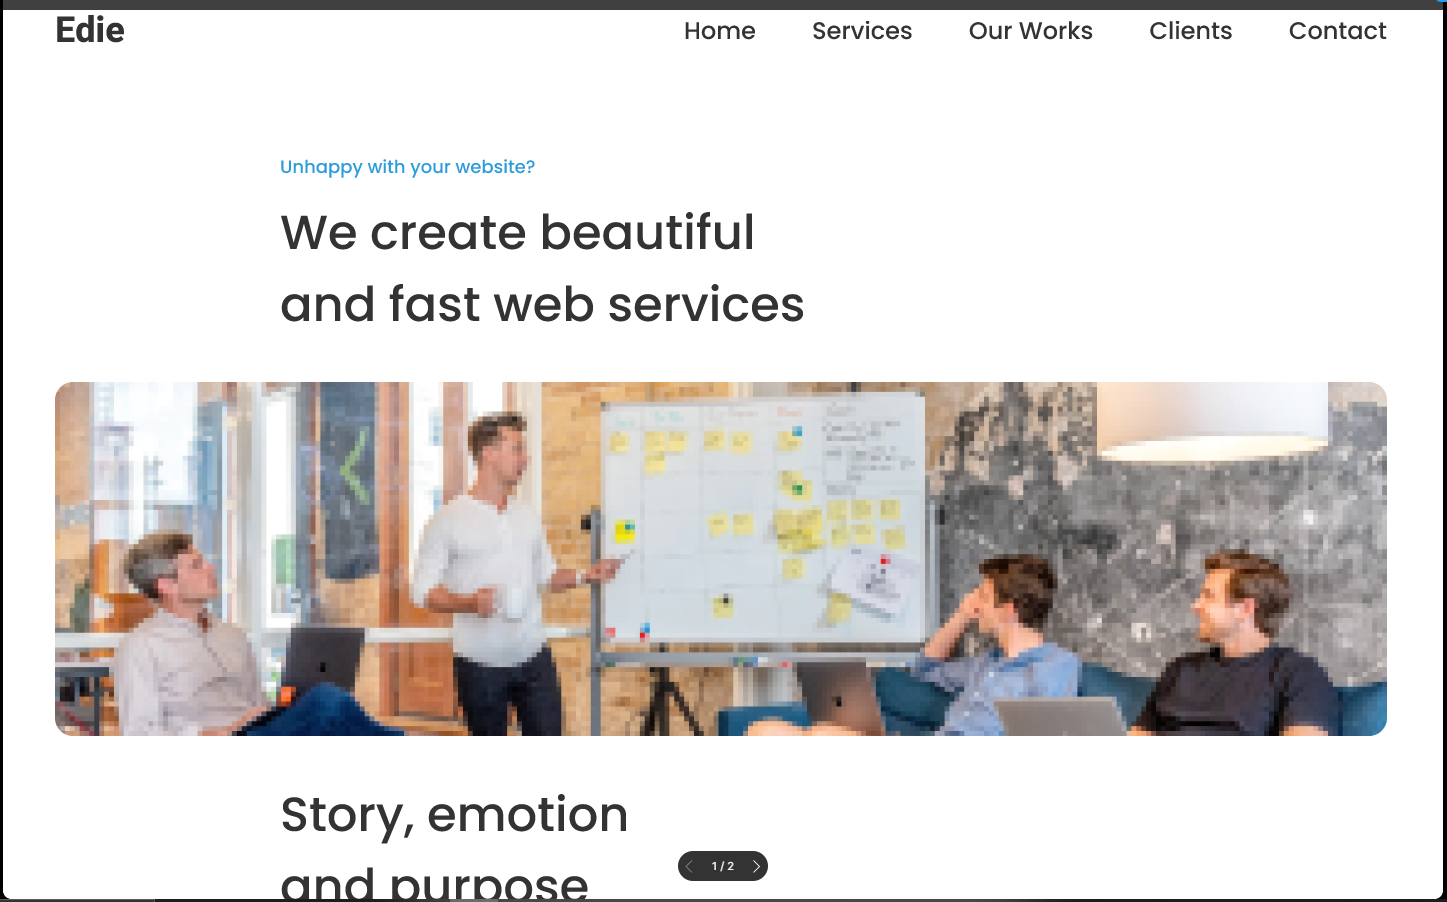 Edie
Home Services Our Works Clients Contact
Unhappy with your website?
We create beautiful
and fast web services
Story, emotion
and purpose
1 / 2